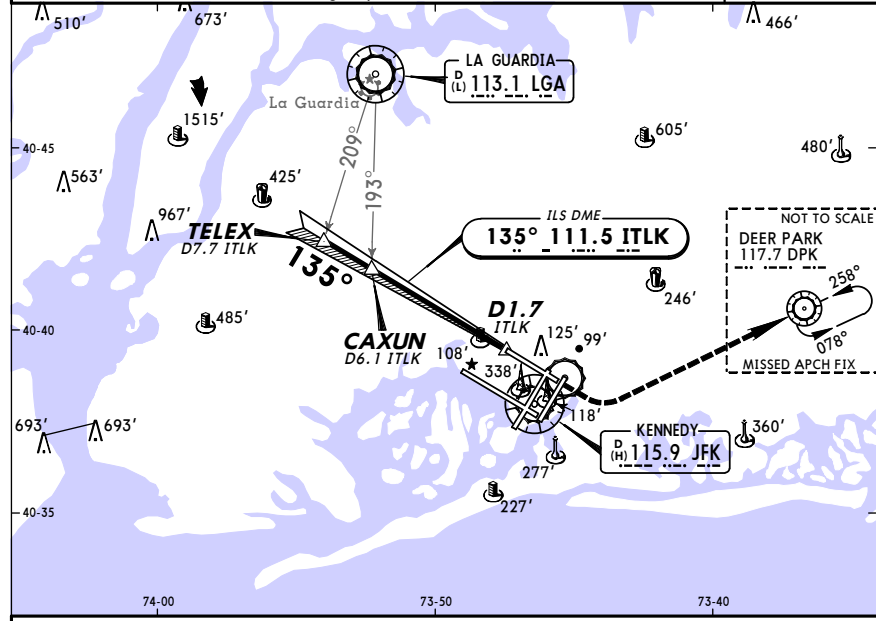 510'
673'
466'
LA GUARDIA
D
(L) 113.1 LGA
La Guardia
1515'
605'
480'
40-45
209°
193°
563'
425'
967'
TELEX
D7.7 ITLK
ILS DME
135° 111.5 ITLK
NOT TO SCALE
DEER PARK
117.7 DPK
258°
078°
MISSED APCH FIX
135°
246'
485'
D1.7
ITLK
CAXUN
D6.1 ITLK
40-40
125'
99'
108'
338'
118'
693'
693'
KENNEDY
D
(H) 115.9 JFK
360'
277'
227'
40-35
74-00
73-50
73-40